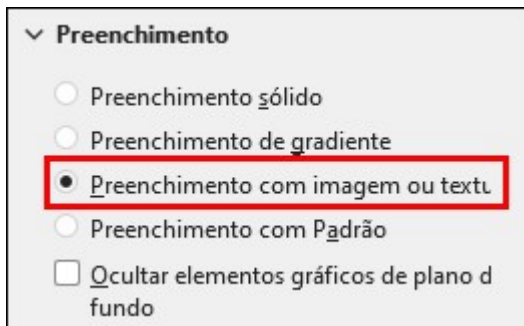 Preenchimento
Preenchimento sólido
Preenchimento de gradiente
Preenchimento com imagem ou textu
Preenchimento com Padrão
Ocultar elementos gráficos de plano d
fundo